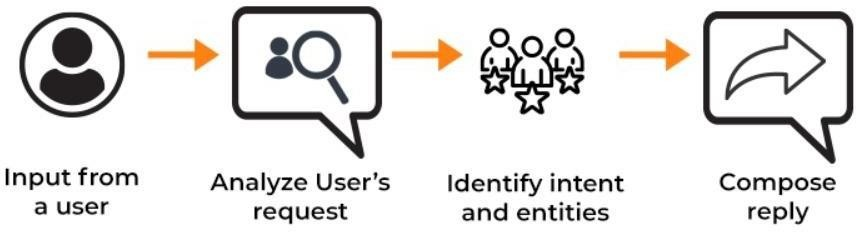 Input from
a user
Analyze User's
request
Identify intent
and entities
Compose
reply